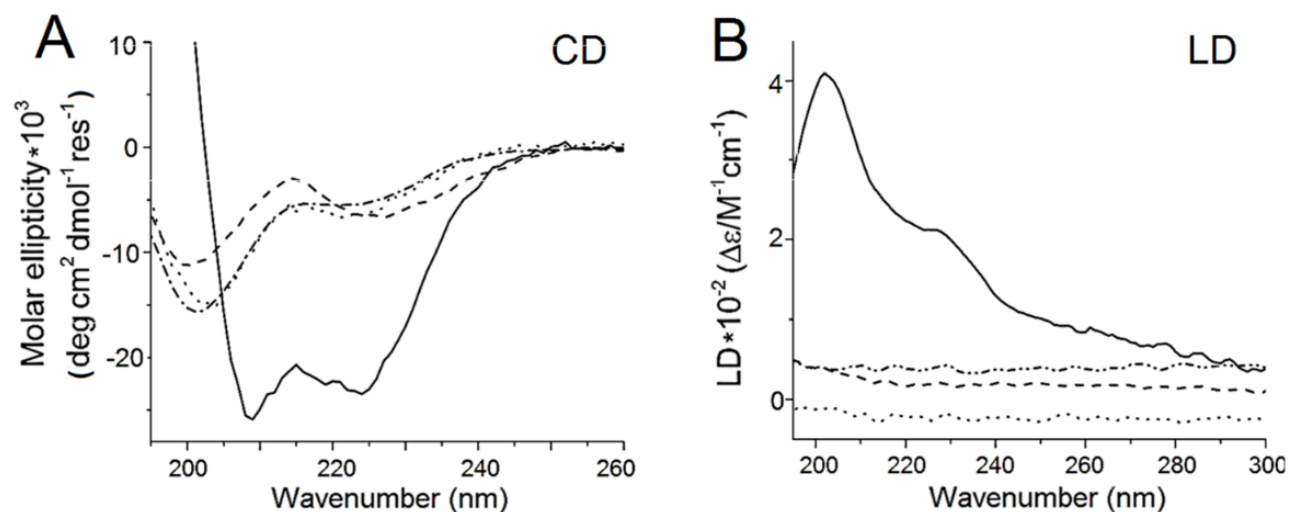 A
CD
Molar ellipticity*10³
(deg cm² dmol⁻¹ res⁻¹)
10
0
-10
-20
200
220
240
260
Wavenumber (nm)
B
LD
LD*10⁻² (Δε/M⁻¹cm⁻¹)
4
2
0
200
220
240
260
280
300
Wavenumber (nm)